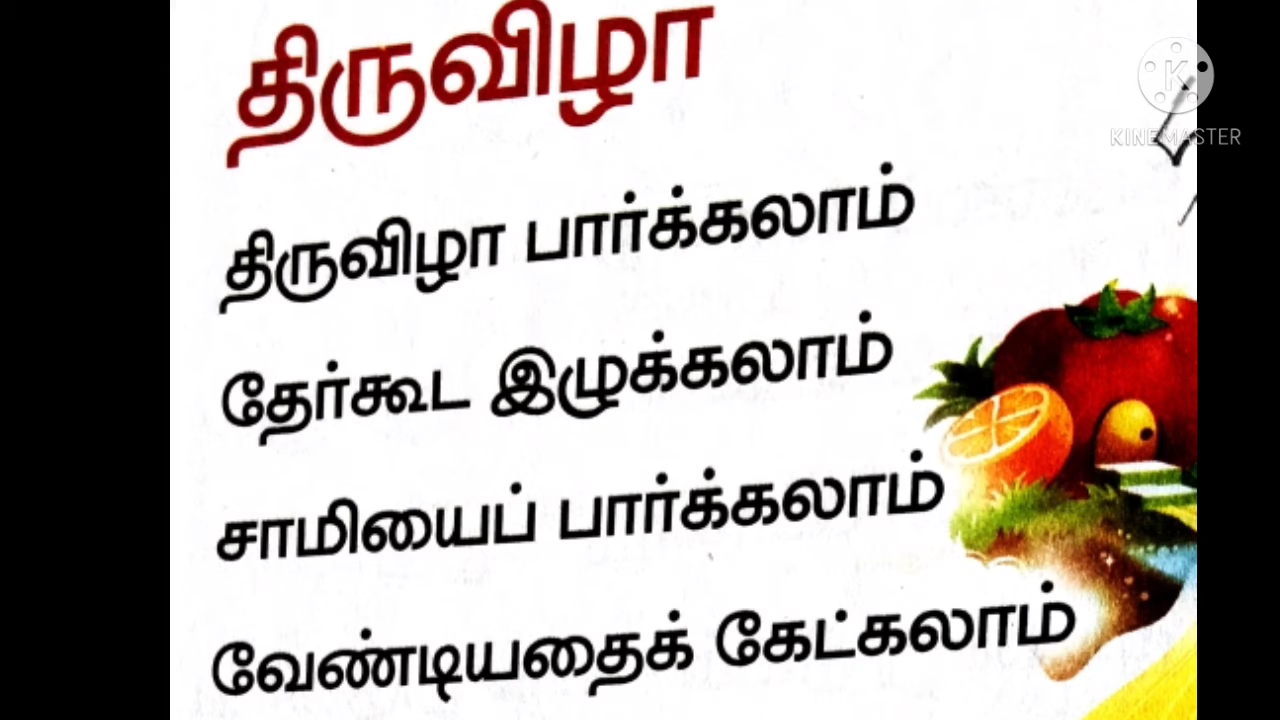 திருவிழா
KINEMASTER
திருவிழா பார்க்கலாம்
தேர்கூட இழுக்கலாம்
சாமியைப் பார்க்கலாம்
வேண்டியதைக் கேட்கலாம்